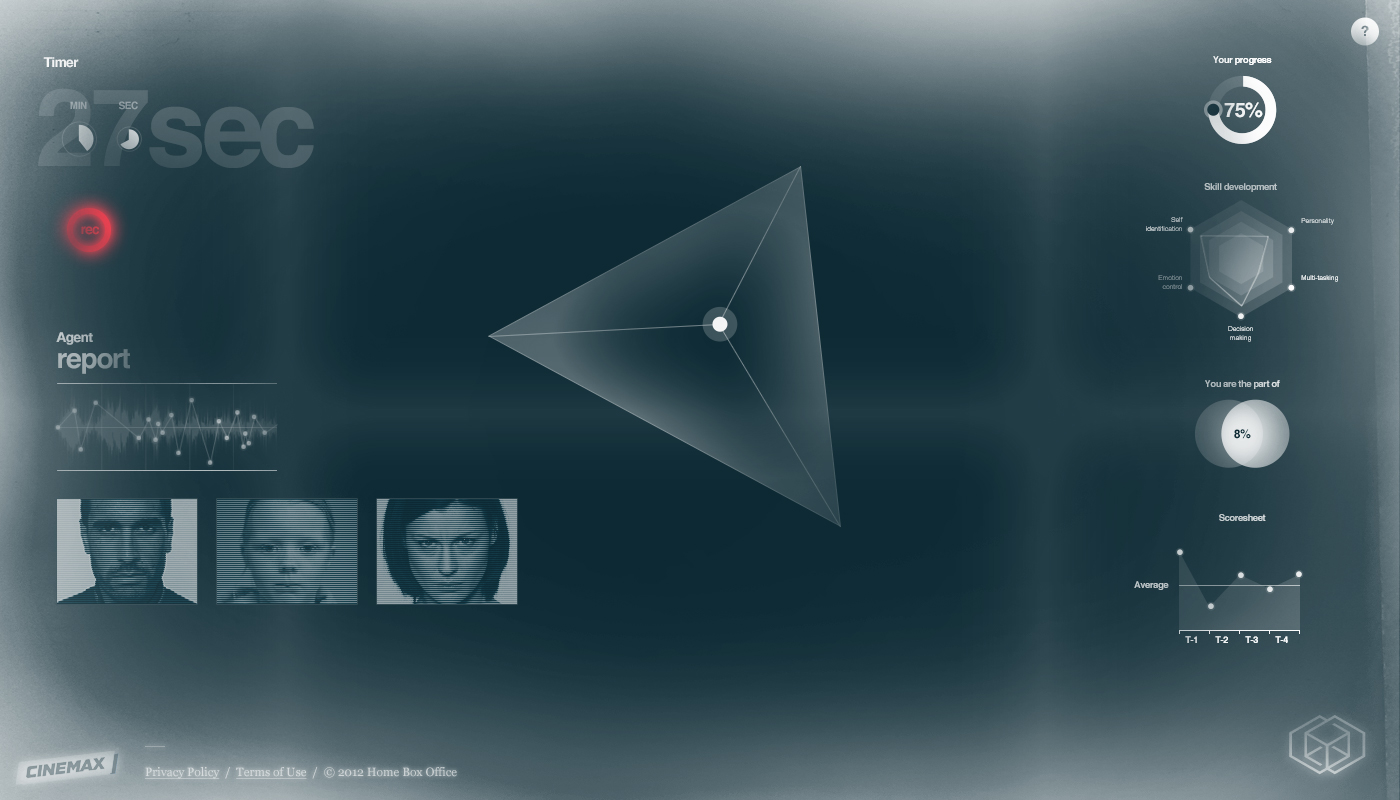 ?
Timer
27sec
MIN
SEC
rec
Agent
report
Your progress
75%
Skill development
Self
identification
Personality
Emotion
control
Multi-tasking
Decision
making
You are the part of
8%
Scoresheet
Average
T-1 T-2 T-3 T-4
CINEMAX
Privacy Policy / Terms of Use / © 2012 Home Box Office